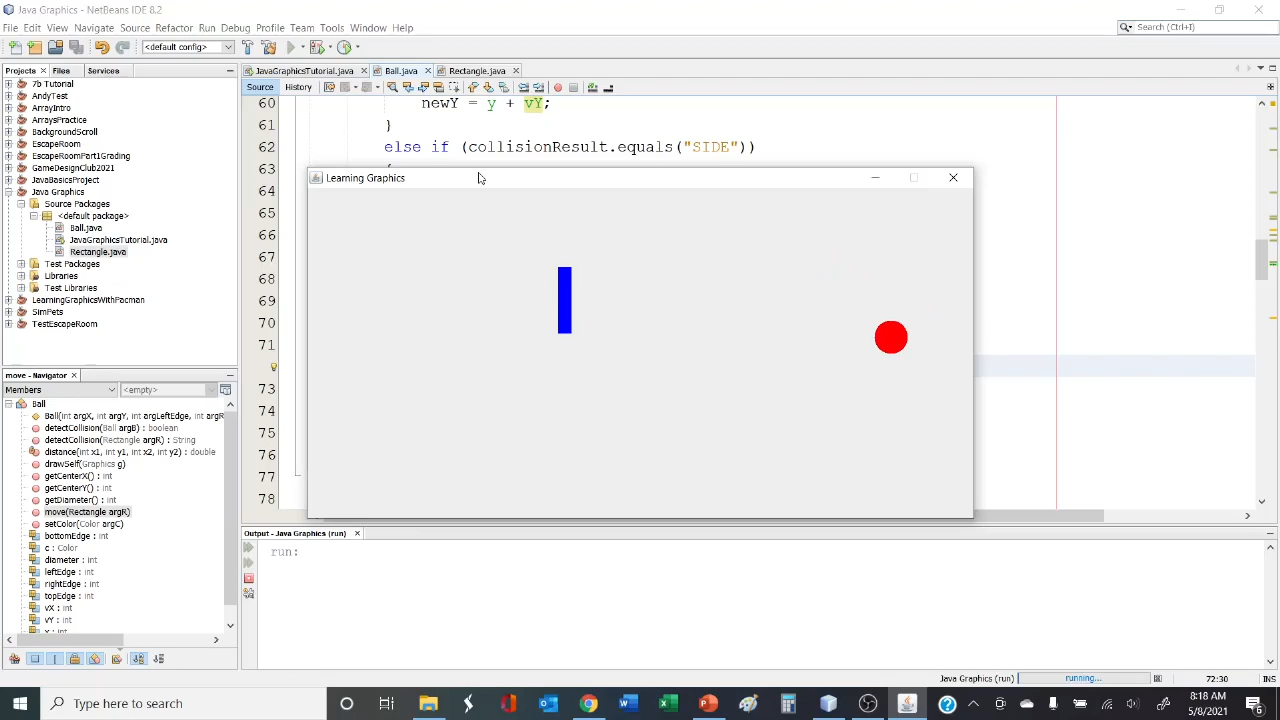 Java Graphics - NetBeans IDE 8.2
File Edit View Navigate Source Refactor Run Debug Profile Team Tools Window Help
Search (Ctrl+I)
<default config>
Projects Files Services
JavaGraphicsTutorial.java Ball.java Rectangle.java
Source History
7b Tutorial
AndyTest
ArrayIntro
ArraysPractice
BackgroundScroll
EscapeRoom
EscapeRoomPart1Grading
GameDesignClub2021
JavaBasicsProject
Java Graphics
Source Packages
<default package>
Ball.java
JavaGraphicsTutorial.java
Rectangle.java
Test Packages
Libraries
Test Libraries
LearningGraphicsWithPacman
SimPets
TestEscapeRoom
60 newY = y + vY;
61 }
62 else if (collisionResult.equals("SIDE"))
63
64
65
66
67
68
69
70
71
73
74
75
76
77
78
Learning Graphics
move - Navigator
Members <empty>
Ball
Ball(int argX, int argY, int argLeftEdge, int argR
detectCollision(Ball argB) : boolean
detectCollision(Rectangle argR) : String
distance(int x1, int y1, int x2, int y2) : double
drawSelf(Graphics g)
getCenterX() : int
getCenterY() : int
getDiameter() : int
move(Rectangle argR)
setColor(Color argC)
bottomEdge : int
c : Color
diameter : int
leftEdge : int
rightEdge : int
topEdge : int
vX : int
vY : int
x : int
Output - Java Graphics (run)
run:
Java Graphics (run) running... 72:30 INS
Type here to search
8:18 AM
5/8/2021
6